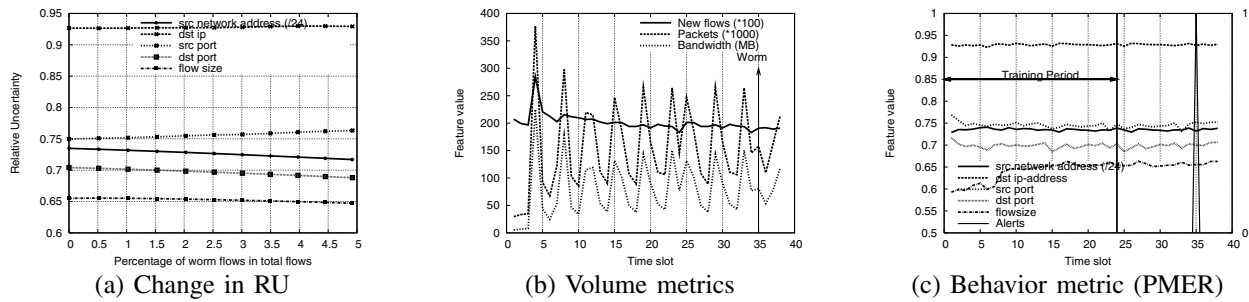 0.95
0.9
0.85
0.8
0.75
0.7
0.65
0.6
Relative Uncertainty
src network address (/24)
dst ip
src port
dst port
flow size
0 0.5 1 1.5 2 2.5 3 3.5 4 4.5 5
Percentage of worm flows in total flows
(a) Change in RU
400
350
300
250
200
150
100
50
0
Feature value
New flows (*100)
Packets (*1000)
Bandwidth (MB)
Worm
0 5 10 15 20 25 30 35 40
Time slot
(b) Volume metrics
1
0.95
0.9
0.85
0.8
0.75
0.7
0.65
0.6
0.55
0.5
Feature value
Training Period
src network address (/24)
dst ip-address
src port
dst port
flowsize
Alerts
1
0
0 5 10 15 20 25 30 35 40
Time slot
(c) Behavior metric (PMER)